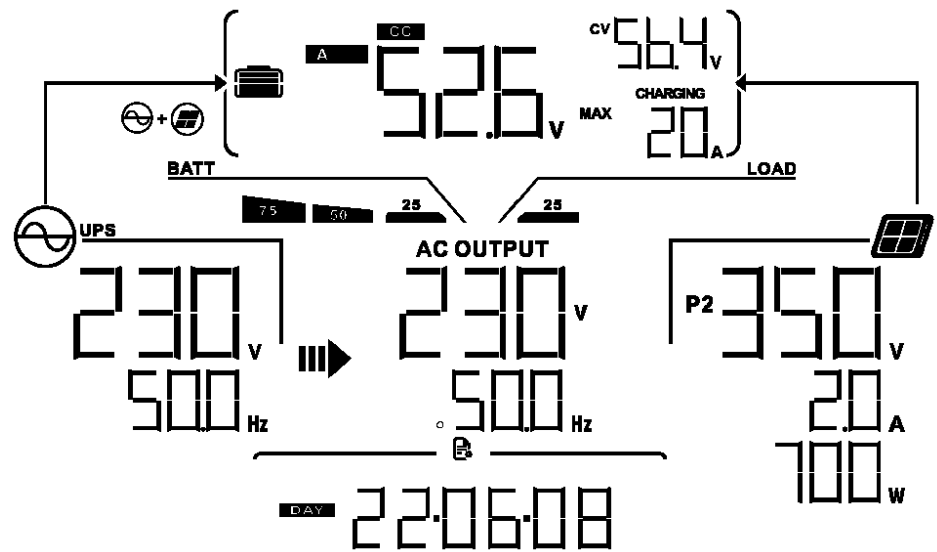 CC
A
52.6 V
CV 56.4 V
CHARGING
MAX 20 A
BATT
LOAD
75 50 25
25
UPS
AC OUTPUT
230 V
230 V
P2 350 V
50.0 Hz
50.0 Hz
2.0 A
700 W
DAY 22.06.08